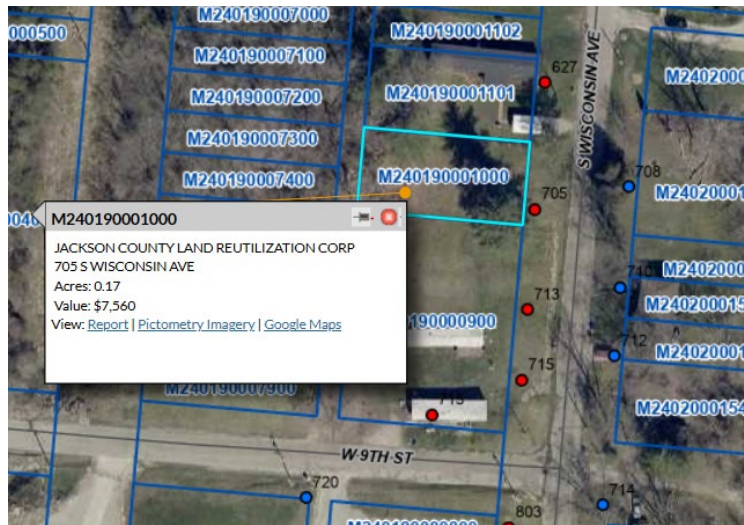 M240190007000
000500
M240190001102
M240190007100
627
S WISCONSIN AVE
M240190001101
M2402000
M240190007200
M240190007300
M240190001000
708
M240190007400
M24020001
705
M240190001000
JACKSON COUNTY LAND REUTILIZATION CORP
705 S WISCONSIN AVE
Acres: 0.17
Value: $7,560
View: Report | Pictometry Imagery | Google Maps
M2402000
710
713
M240200015
190000900
712
M24020001
715
M240190007900
M2402000154
W 9TH ST
720
714
803